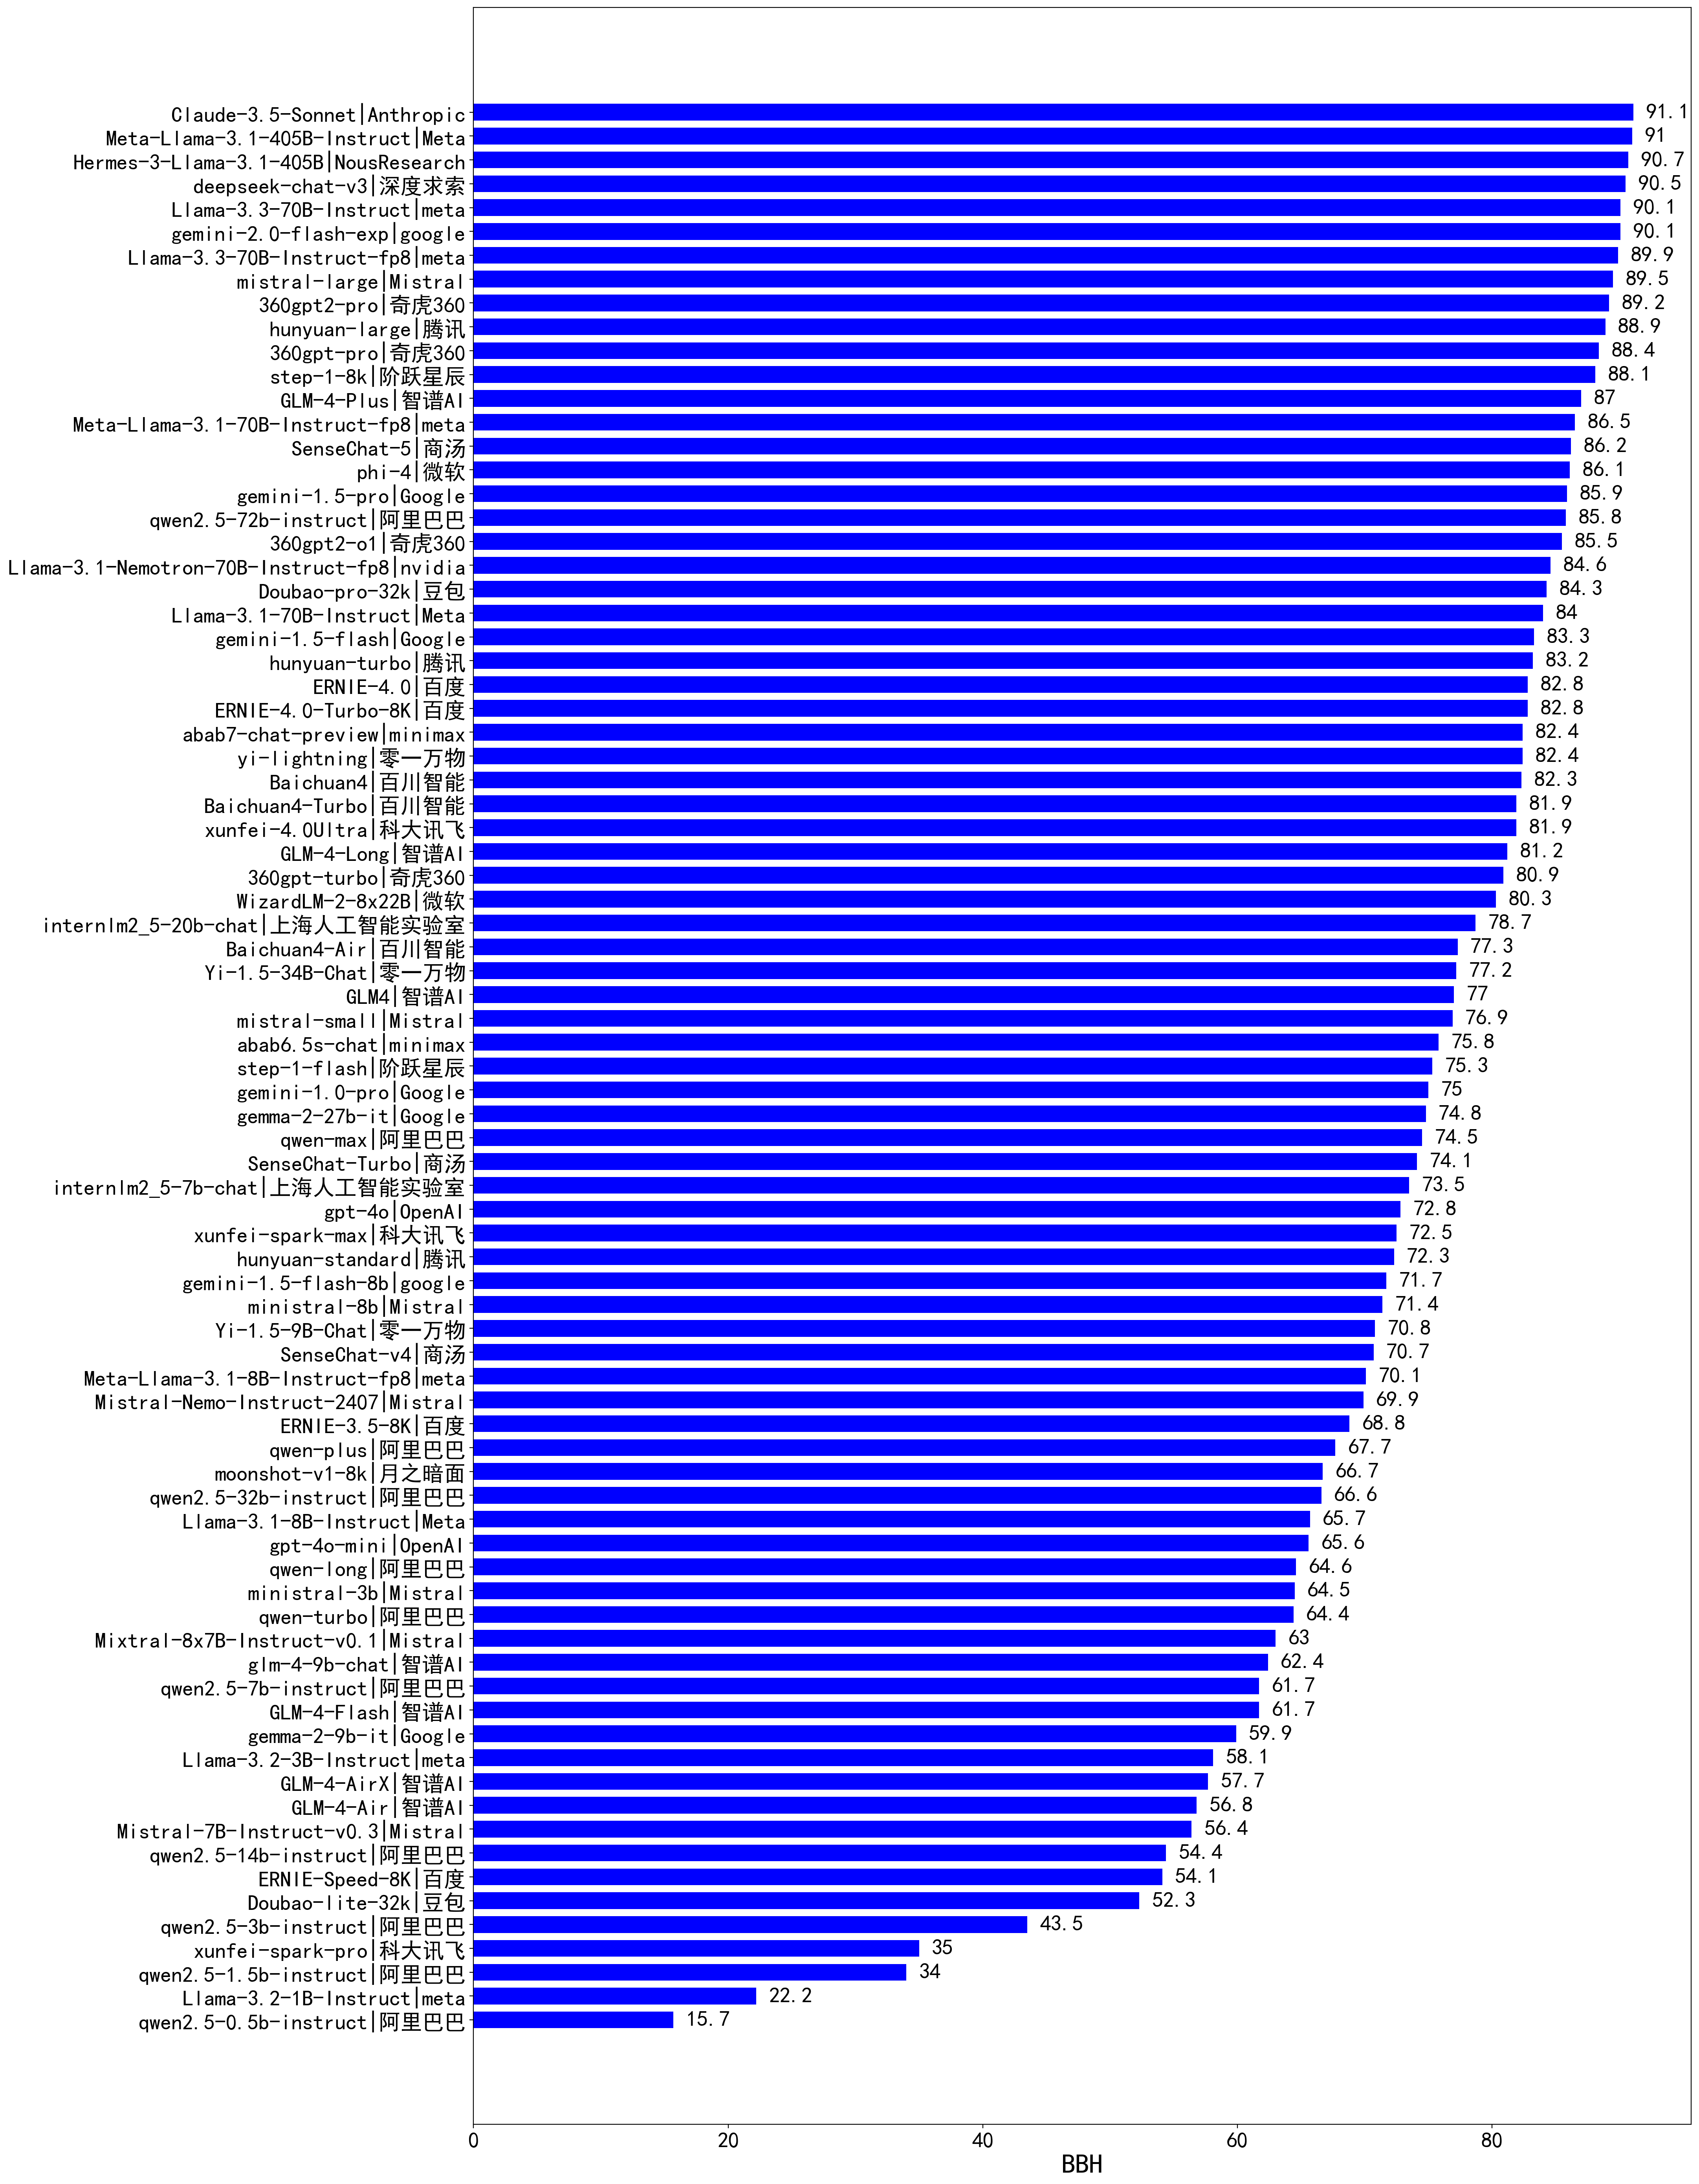 Claude-3.5-Sonnet|Anthropic 91.1
Meta-Llama-3.1-405B-Instruct|Meta 91
Hermes-3-Llama-3.1-405B|NousResearch 90.7
deepseek-chat-v3|深度求索 90.5
Llama-3.3-70B-Instruct|meta 90.1
gemini-2.0-flash-exp|google 90.1
Llama-3.3-70B-Instruct-fp8|meta 89.9
mistral-large|Mistral 89.5
360gpt2-pro|奇虎360 89.2
hunyuan-large|腾讯 88.9
360gpt-pro|奇虎360 88.4
step-1-8k|阶跃星辰 88.1
GLM-4-Plus|智谱AI 87
Meta-Llama-3.1-70B-Instruct-fp8|meta 86.5
SenseChat-5|商汤 86.2
phi-4|微软 86.1
gemini-1.5-pro|Google 85.9
qwen2.5-72b-instruct|阿里巴巴 85.8
360gpt2-o1|奇虎360 85.5
Llama-3.1-Nemotron-70B-Instruct-fp8|nvidia 84.6
Doubao-pro-32k|豆包 84.3
Llama-3.1-70B-Instruct|Meta 84
gemini-1.5-flash|Google 83.3
hunyuan-turbo|腾讯 83.2
ERNIE-4.0|百度 82.8
ERNIE-4.0-Turbo-8K|百度 82.8
abab7-chat-preview|minimax 82.4
yi-lightning|零一万物 82.4
Baichuan4|百川智能 82.3
Baichuan4-Turbo|百川智能 81.9
xunfei-4.0Ultra|科大讯飞 81.9
GLM-4-Long|智谱AI 81.2
360gpt-turbo|奇虎360 80.9
WizardLM-2-8x22B|微软 80.3
internlm2_5-20b-chat|上海人工智能实验室 78.7
Baichuan4-Air|百川智能 77.3
Yi-1.5-34B-Chat|零一万物 77.2
GLM4|智谱AI 77
mistral-small|Mistral 76.9
abab6.5s-chat|minimax 75.8
step-1-flash|阶跃星辰 75.3
gemini-1.0-pro|Google 75
gemma-2-27b-it|Google 74.8
qwen-max|阿里巴巴 74.5
SenseChat-Turbo|商汤 74.1
internlm2_5-7b-chat|上海人工智能实验室 73.5
gpt-4o|OpenAI 72.8
xunfei-spark-max|科大讯飞 72.5
hunyuan-standard|腾讯 72.3
gemini-1.5-flash-8b|google 71.7
ministral-8b|Mistral 71.4
Yi-1.5-9B-Chat|零一万物 70.8
SenseChat-v4|商汤 70.7
Meta-Llama-3.1-8B-Instruct-fp8|meta 70.1
Mistral-Nemo-Instruct-2407|Mistral 69.9
ERNIE-3.5-8K|百度 68.8
qwen-plus|阿里巴巴 67.7
moonshot-v1-8k|月之暗面 66.7
qwen2.5-32b-instruct|阿里巴巴 66.6
Llama-3.1-8B-Instruct|Meta 65.7
gpt-4o-mini|OpenAI 65.6
qwen-long|阿里巴巴 64.6
ministral-3b|Mistral 64.5
qwen-turbo|阿里巴巴 64.4
Mixtral-8x7B-Instruct-v0.1|Mistral 63
glm-4-9b-chat|智谱AI 62.4
qwen2.5-7b-instruct|阿里巴巴 61.7
GLM-4-Flash|智谱AI 61.7
gemma-2-9b-it|Google 59.9
Llama-3.2-3B-Instruct|meta 58.1
GLM-4-AirX|智谱AI 57.7
GLM-4-Air|智谱AI 56.8
Mistral-7B-Instruct-v0.3|Mistral 56.4
qwen2.5-14b-instruct|阿里巴巴 54.4
ERNIE-Speed-8K|百度 54.1
Doubao-lite-32k|豆包 52.3
qwen2.5-3b-instruct|阿里巴巴 43.5
xunfei-spark-pro|科大讯飞 35
qwen2.5-1.5b-instruct|阿里巴巴 34
Llama-3.2-1B-Instruct|meta 22.2
qwen2.5-0.5b-instruct|阿里巴巴 15.7
0 20 40 60 80
BBH